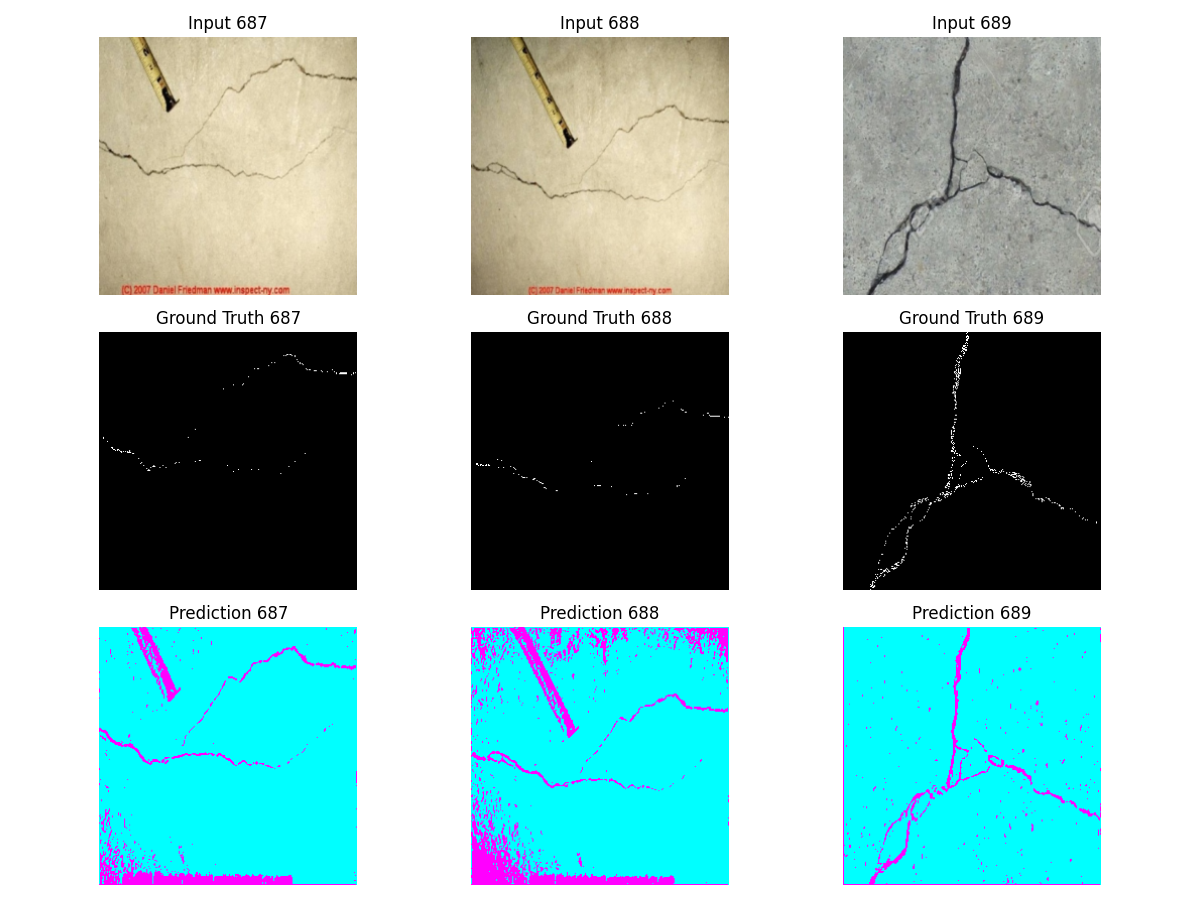 Input 687
Input 688
Input 689
(C) 2007 Daniel Friedman www.inspect-ny.com
(C) 2007 Daniel Friedman www.inspect-ny.com
Ground Truth 687
Ground Truth 688
Ground Truth 689
Prediction 687
Prediction 688
Prediction 689